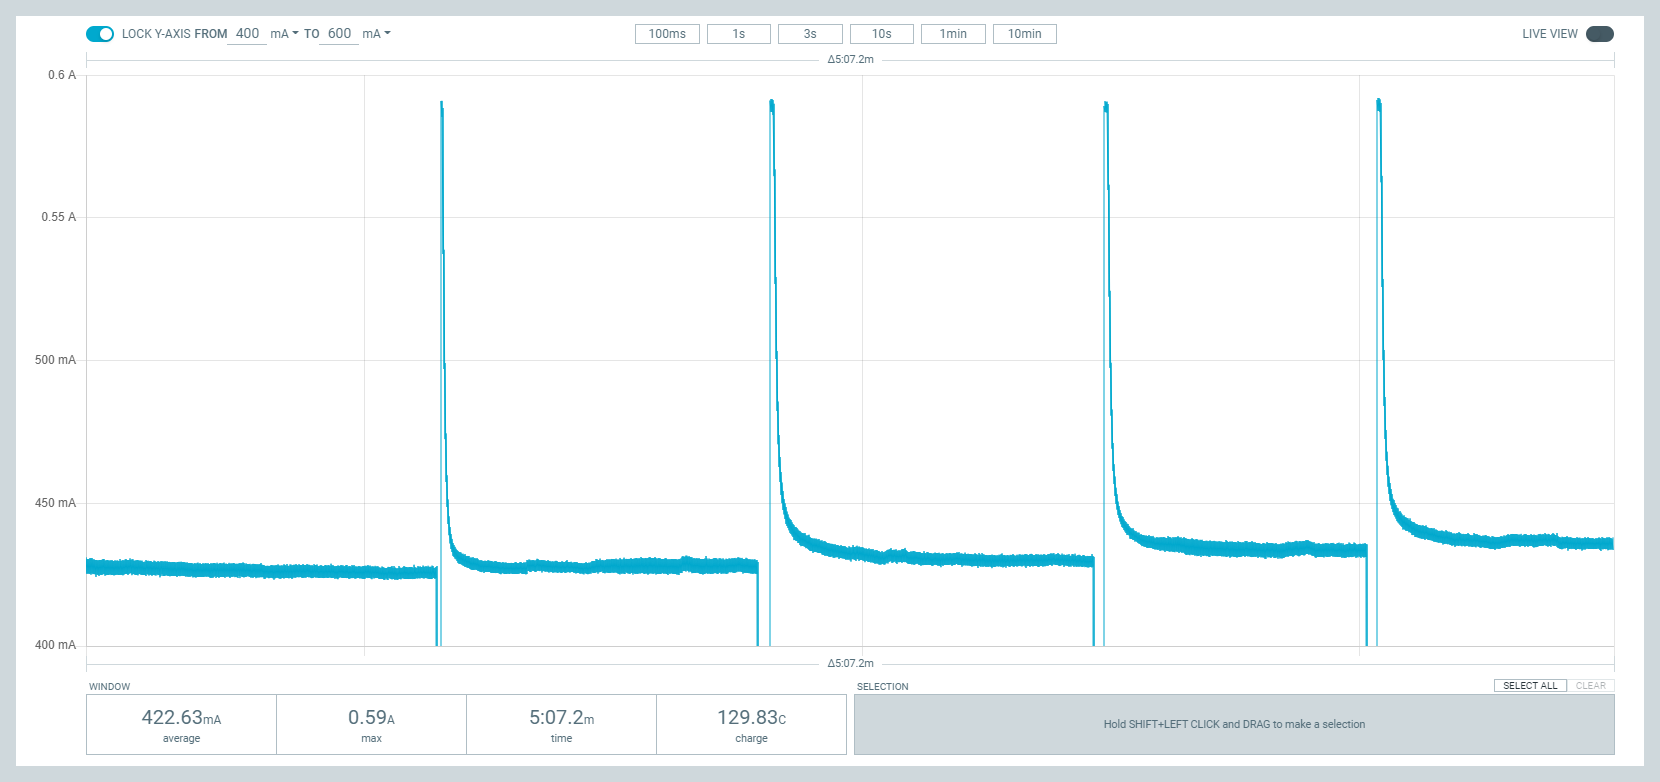 LOCK Y-AXIS FROM 400 mA TO 600 mA
100ms 1s 3s 10s 1min 10min
LIVE VIEW
Δ5:07.2m
0.6 A
0.55 A
500 mA
450 mA
400 mA
Δ5:07.2m
WINDOW
422.63mA
average
0.59A
max
5:07.2m
time
129.83C
charge
SELECTION
SELECT ALL
CLEAR
Hold SHIFT+LEFT CLICK and DRAG to make a selection